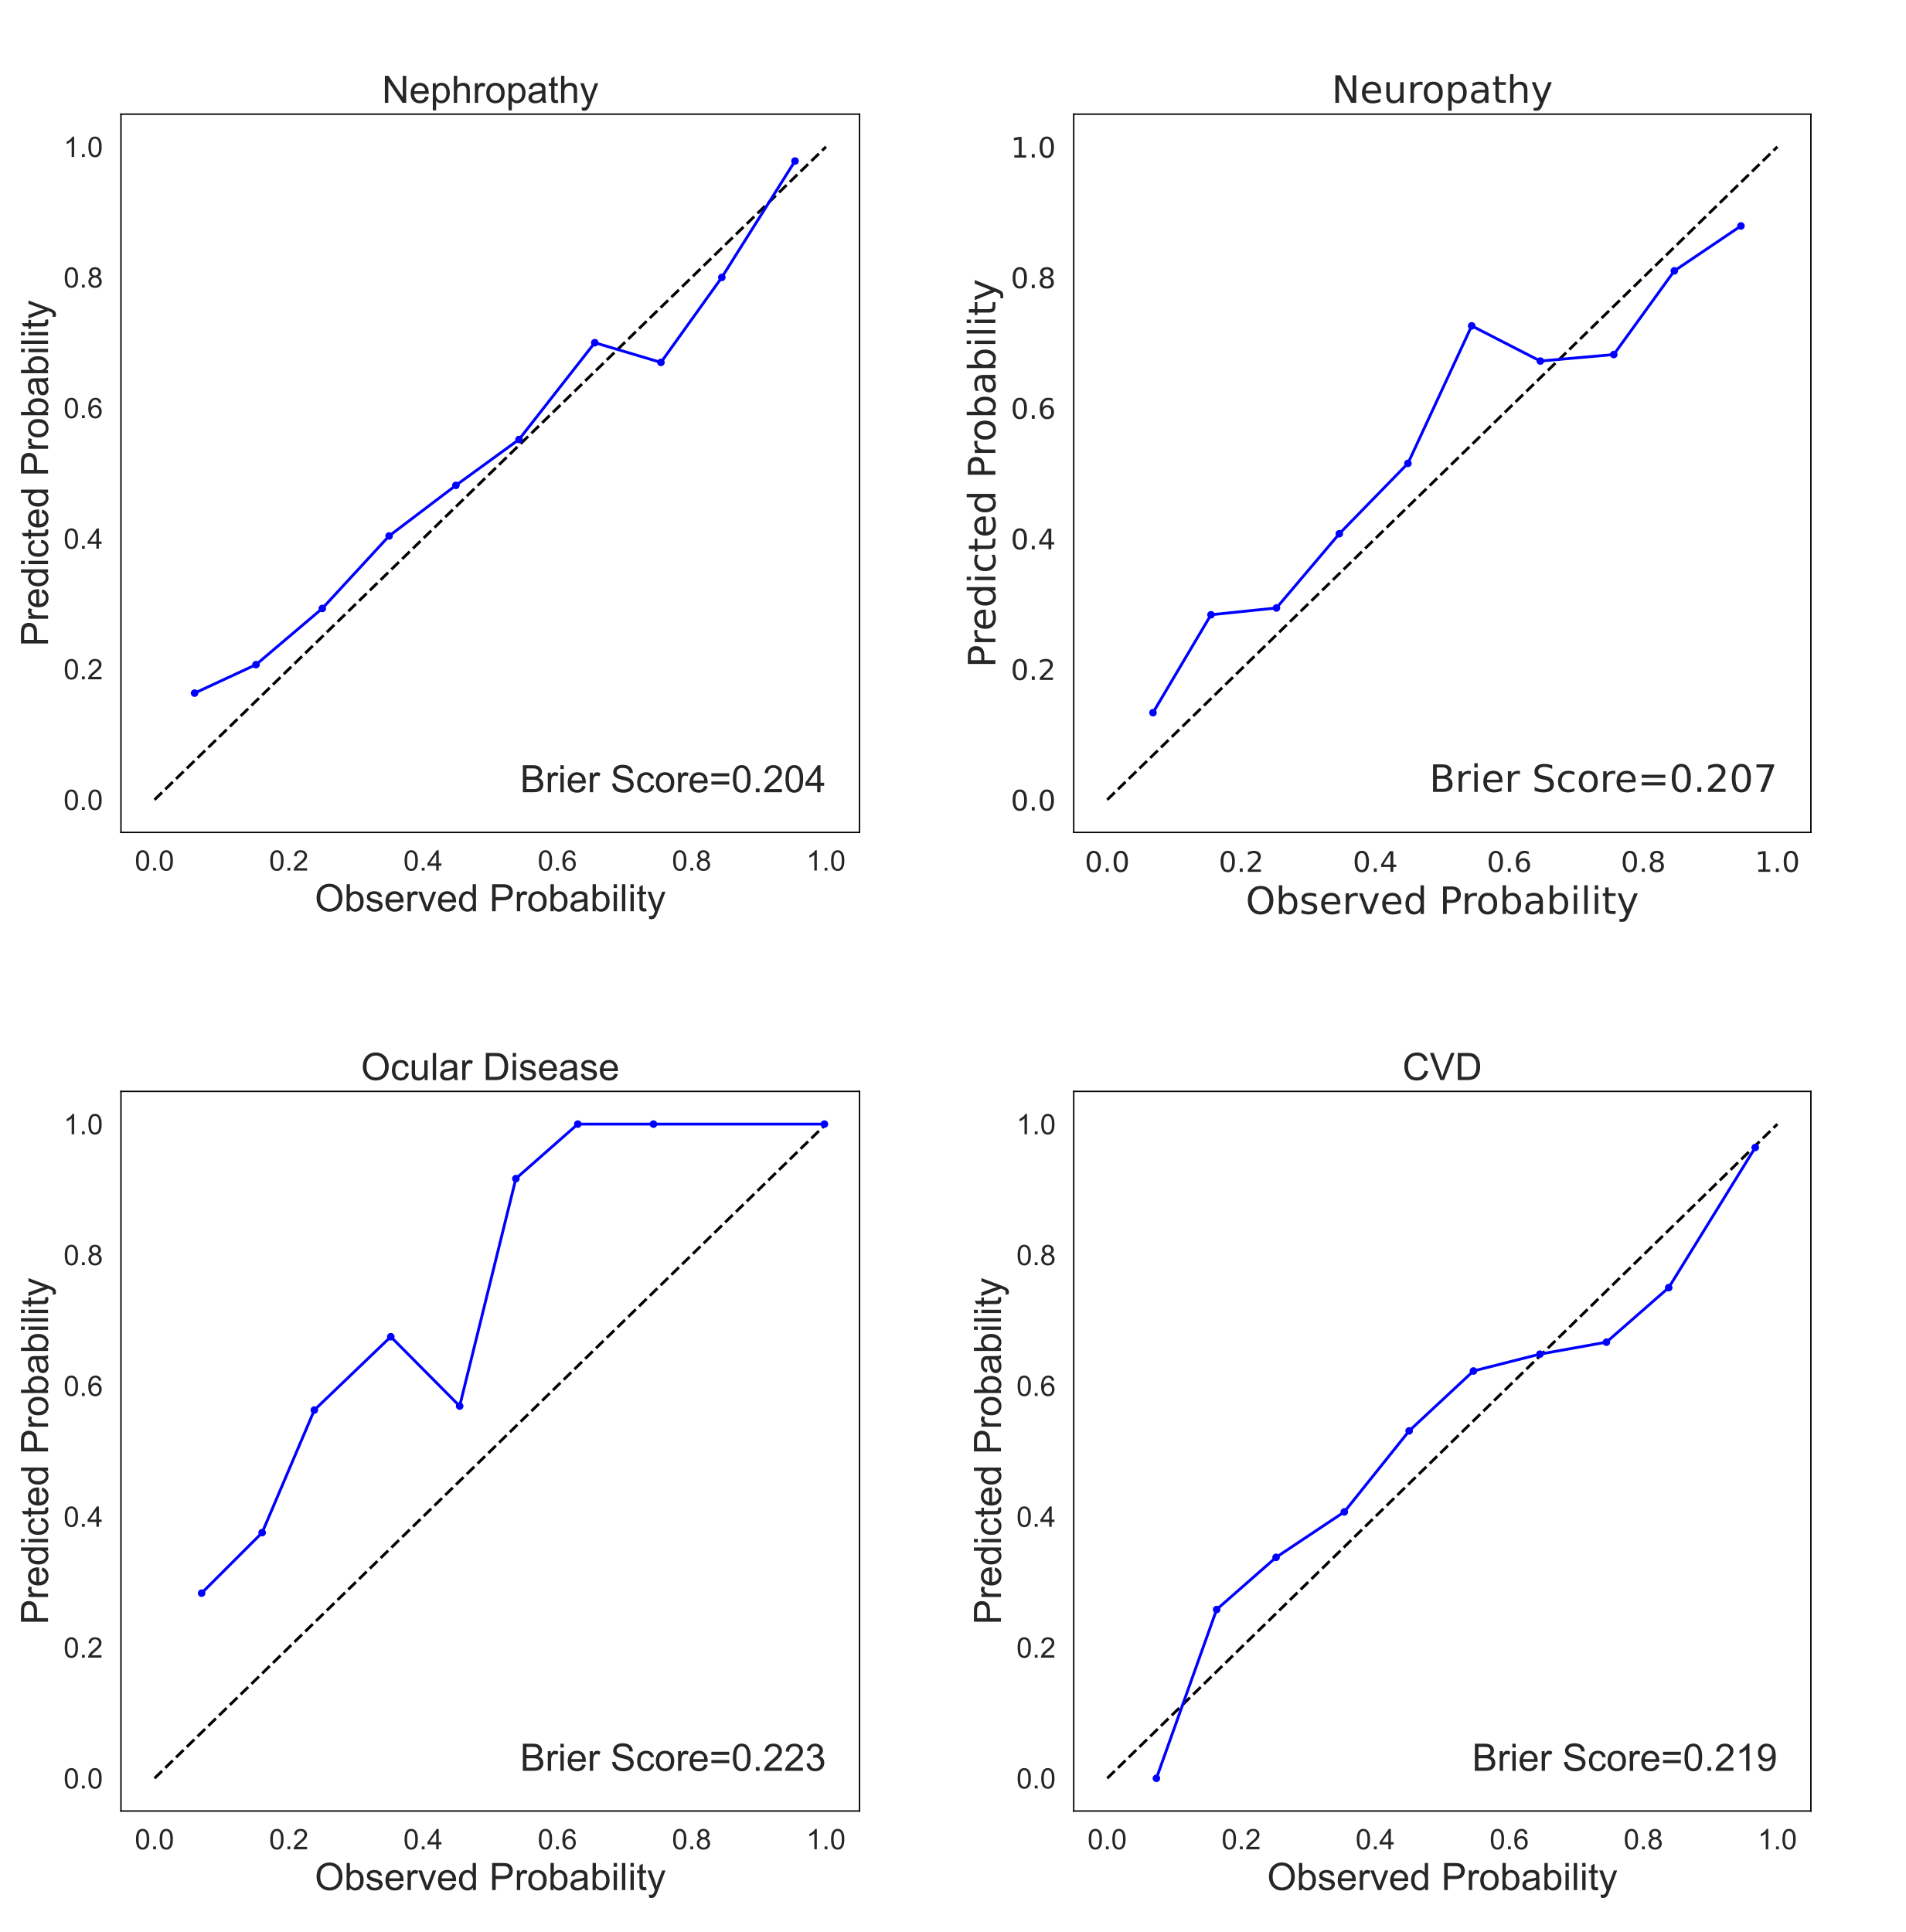 Nephropathy
1.0
0.8
0.6
0.4
0.2
0.0
Predicted Probability
Brier Score=0.204
0.0 0.2 0.4 0.6 0.8 1.0
Observed Probability
Neuropathy
1.0
0.8
0.6
0.4
0.2
0.0
Predicted Probability
Brier Score=0.207
0.0 0.2 0.4 0.6 0.8 1.0
Observed Probability
Ocular Disease
1.0
0.8
0.6
0.4
0.2
0.0
Predicted Probability
Brier Score=0.223
0.0 0.2 0.4 0.6 0.8 1.0
Observed Probability
CVD
1.0
0.8
0.6
0.4
0.2
0.0
Predicted Probability
Brier Score=0.219
0.0 0.2 0.4 0.6 0.8 1.0
Observed Probability